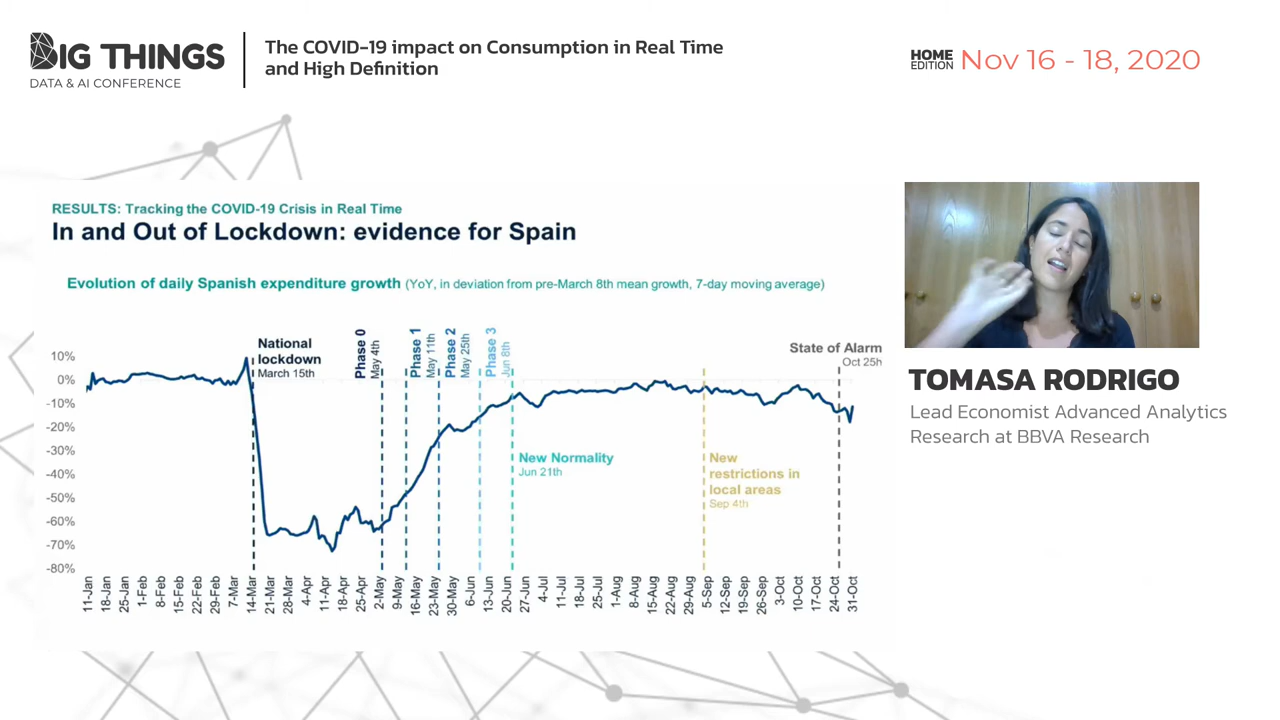 BIG THINGS
DATA & AI CONFERENCE
The COVID-19 impact on Consumption in Real Time
and High Definition
HOME
EDITION
Nov 16 - 18, 2020
RESULTS: Tracking the COVID-19 Crisis in Real Time
In and Out of Lockdown: evidence for Spain
Evolution of daily Spanish expenditure growth (YoY, in deviation from pre-March 8th mean growth, 7-day moving average)
National
lockdown
March 15th
Phase 0
May 4th
Phase 1
May 11th
Phase 2
May 25th
Phase 3
Jun 8th
State of Alarm
Oct 25h
10%
0%
-10%
-20%
-30%
-40%
-50%
-60%
-70%
-80%
New Normality
Jun 21th
New
restrictions in
local areas
Sep 4th
11-Jan
18-Jan
25-Jan
1-Feb
8-Feb
15-Feb
22-Feb
29-Feb
7-Mar
14-Mar
21-Mar
28-Mar
4-Apr
11-Apr
18-Apr
25-Apr
2-May
9-May
16-May
23-May
30-May
6-Jun
13-Jun
20-Jun
27-Jun
4-Jul
11-Jul
18-Jul
25-Jul
1-Aug
8-Aug
15-Aug
22-Aug
29-Aug
5-Sep
12-Sep
19-Sep
26-Sep
3-Oct
10-Oct
17-Oct
24-Oct
31-Oct
TOMASA RODRIGO
Lead Economist Advanced Analytics
Research at BBVA Research